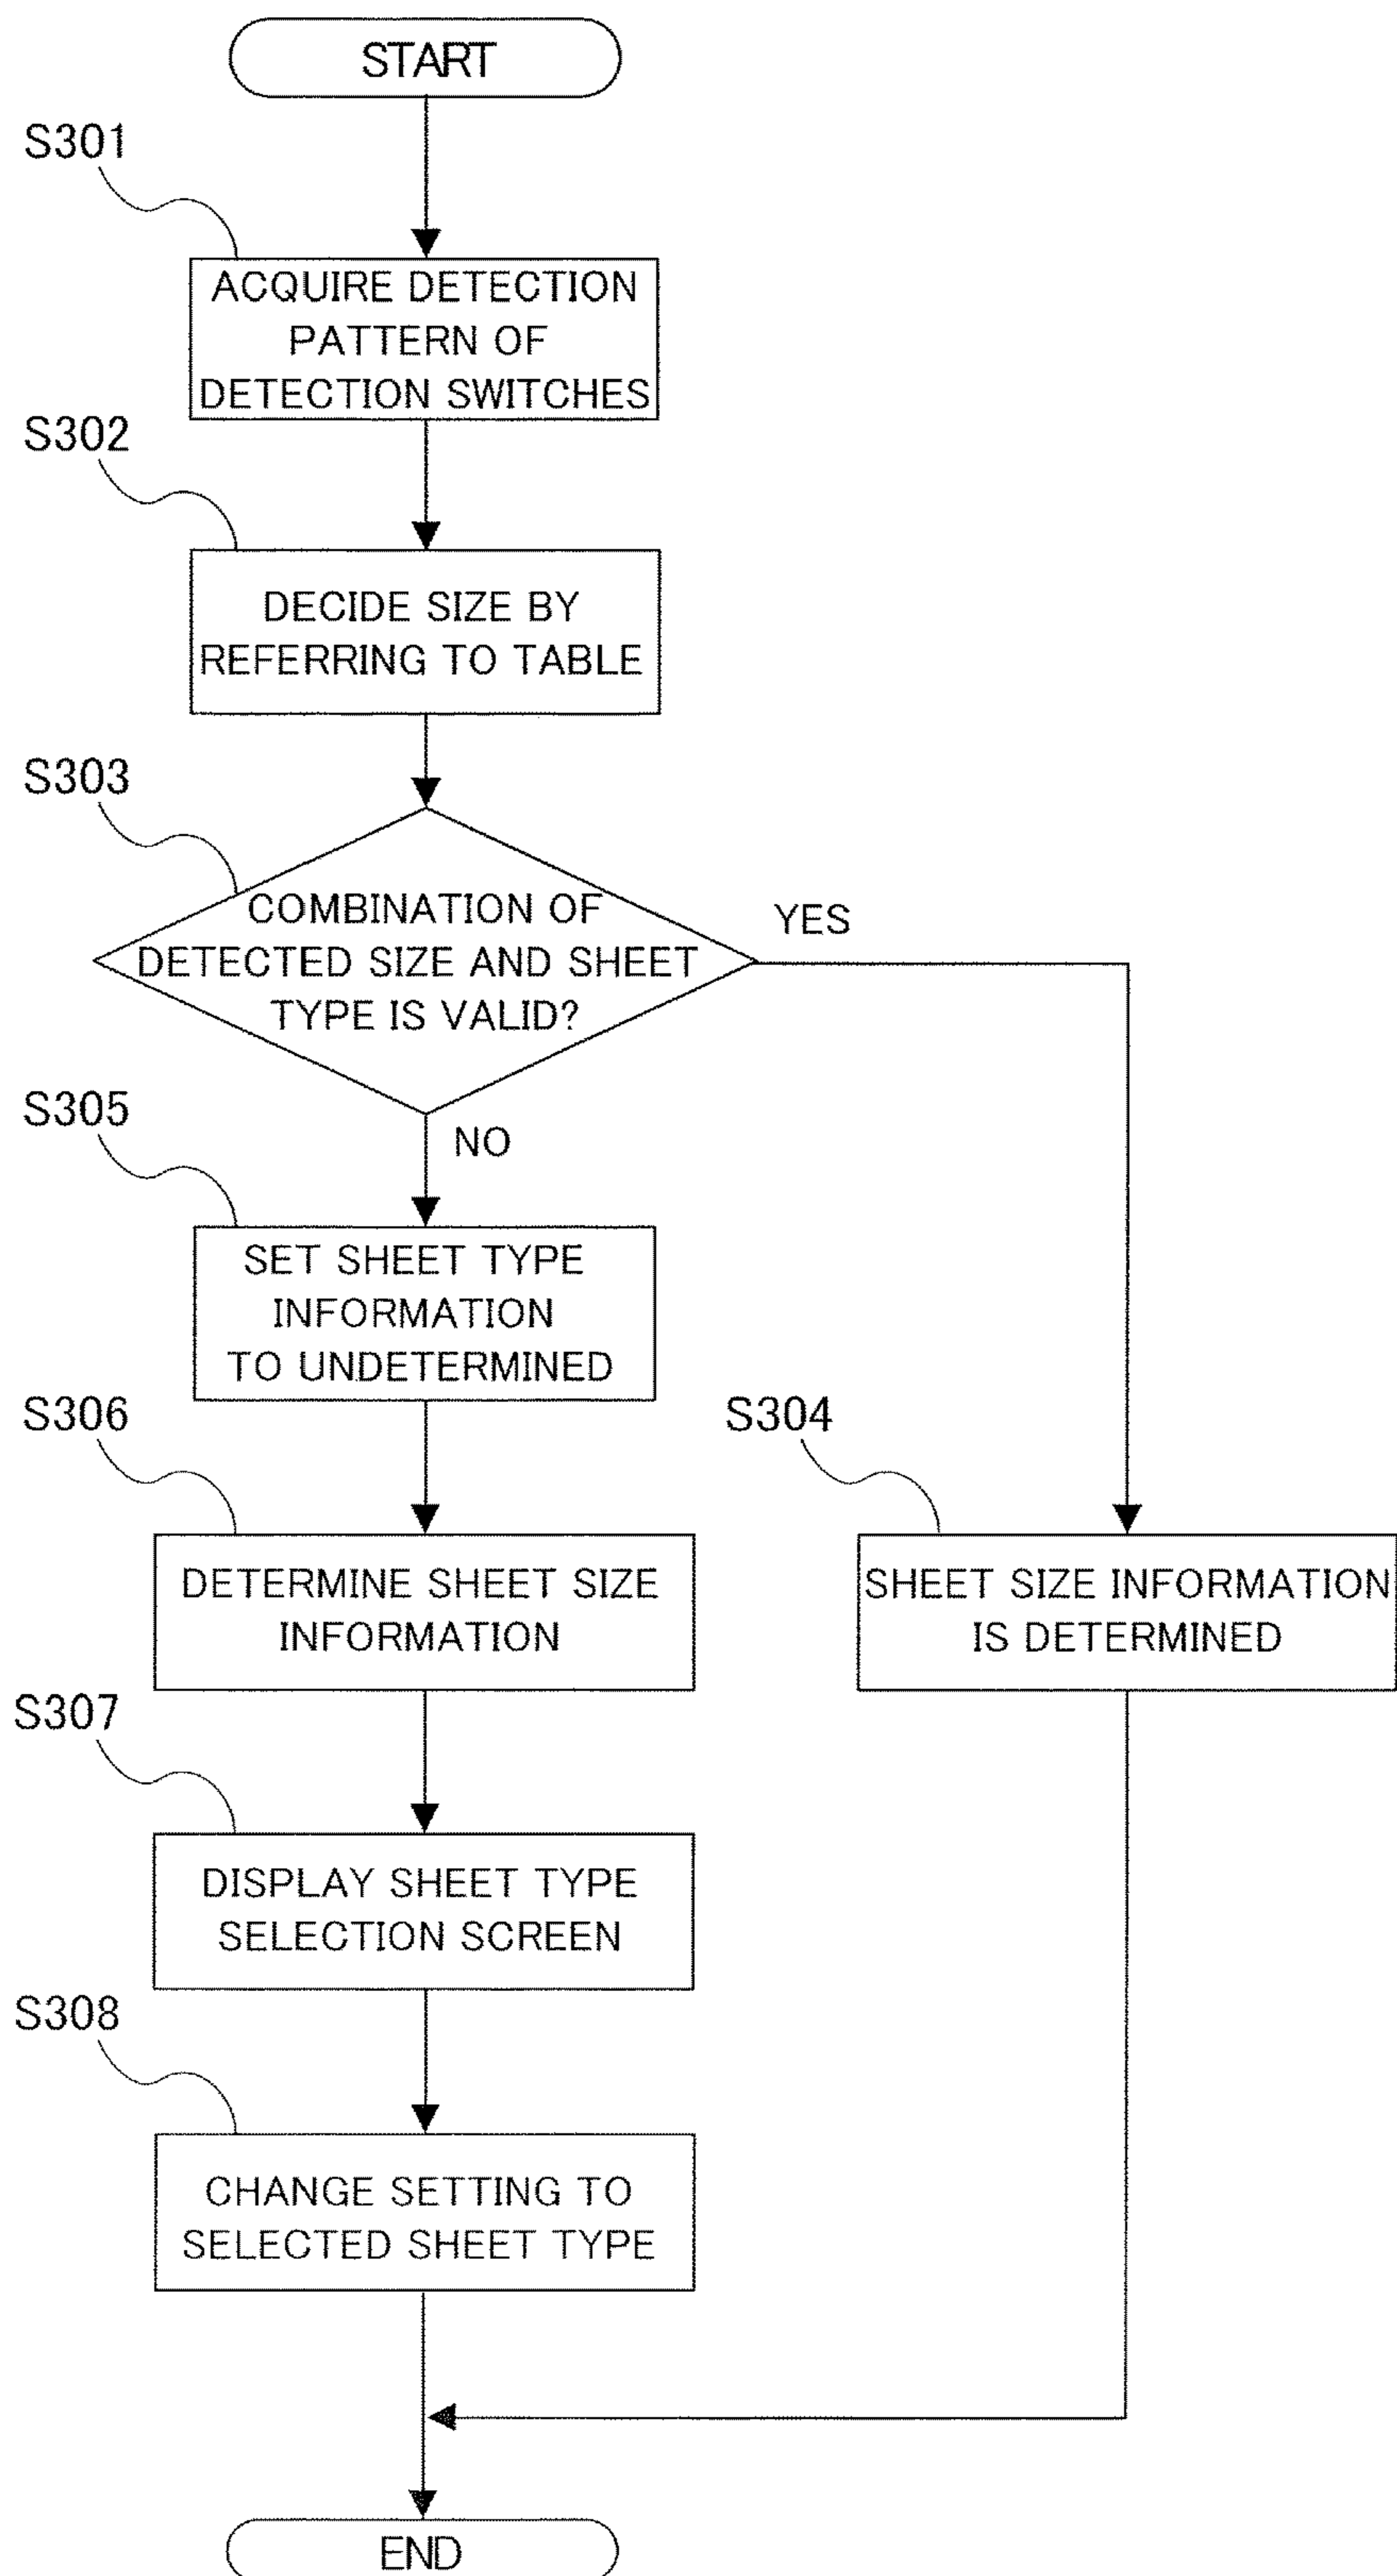 START
S301
ACQUIRE DETECTION
PATTERN OF
DETECTION SWITCHES
S302
DECIDE SIZE BY
REFERRING TO TABLE
S303
COMBINATION OF
DETECTED SIZE AND SHEET
TYPE IS VALID?
YES
NO
S305
SET SHEET TYPE
INFORMATION
TO UNDETERMINED
S306
DETERMINE SHEET SIZE
INFORMATION
S304
SHEET SIZE INFORMATION
IS DETERMINED
S307
DISPLAY SHEET TYPE
SELECTION SCREEN
S308
CHANGE SETTING TO
SELECTED SHEET TYPE
END